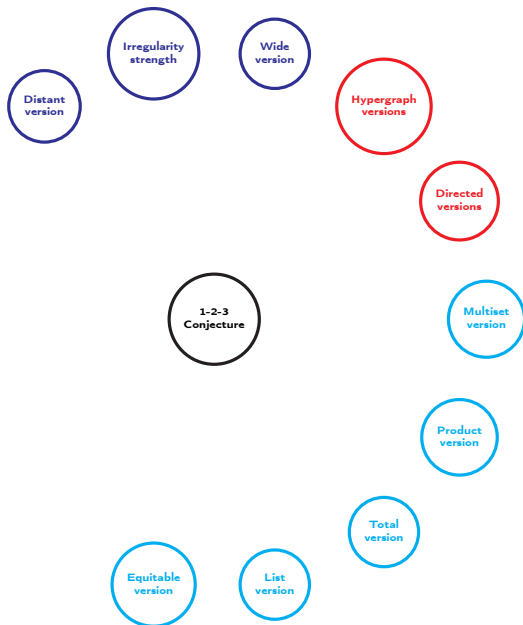 Irregularity
strength
Wide
version
Distant
version
Hypergraph
versions
Directed
versions
1-2-3
Conjecture
Multiset
version
Product
version
Total
version
Equitable
version
List
version